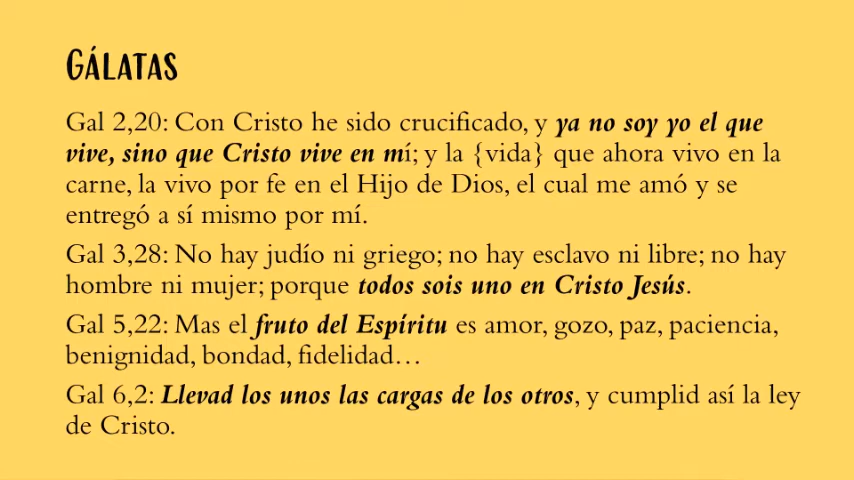 GÁLATAS
Gal 2,20: Con Cristo he sido crucificado, y ya no soy yo el que
vive, sino que Cristo vive en mí; y la {vida} que ahora vivo en la
carne, la vivo por fe en el Hijo de Dios, el cual me amó y se
entregó a sí mismo por mí.
Gal 3,28: No hay judío ni griego; no hay esclavo ni libre; no hay
hombre ni mujer; porque todos sois uno en Cristo Jesús.
Gal 5,22: Mas el fruto del Espíritu es amor, gozo, paz, paciencia,
benignidad, bondad, fidelidad…
Gal 6,2: Llevad los unos las cargas de los otros, y cumplid así la ley
de Cristo.